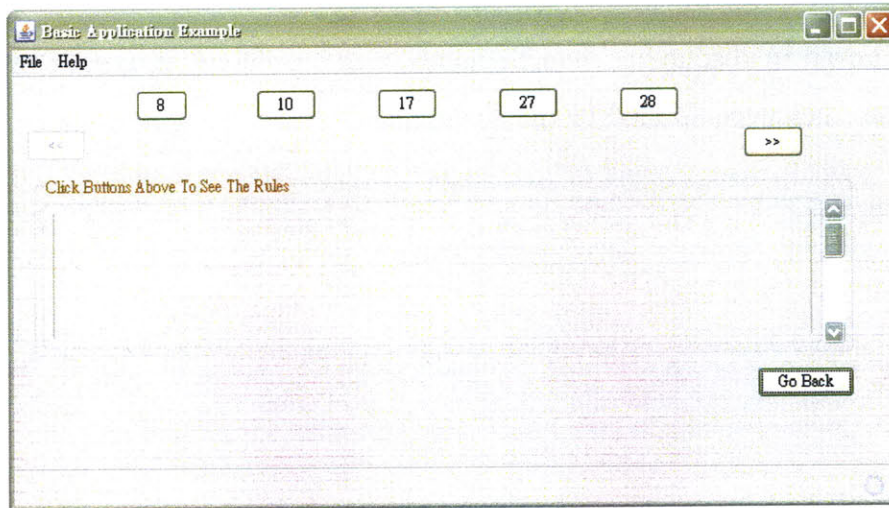 Basic Application Example
File Help
8 10 17 27 28
<< >>
Click Buttons Above To See The Rules
Go Back